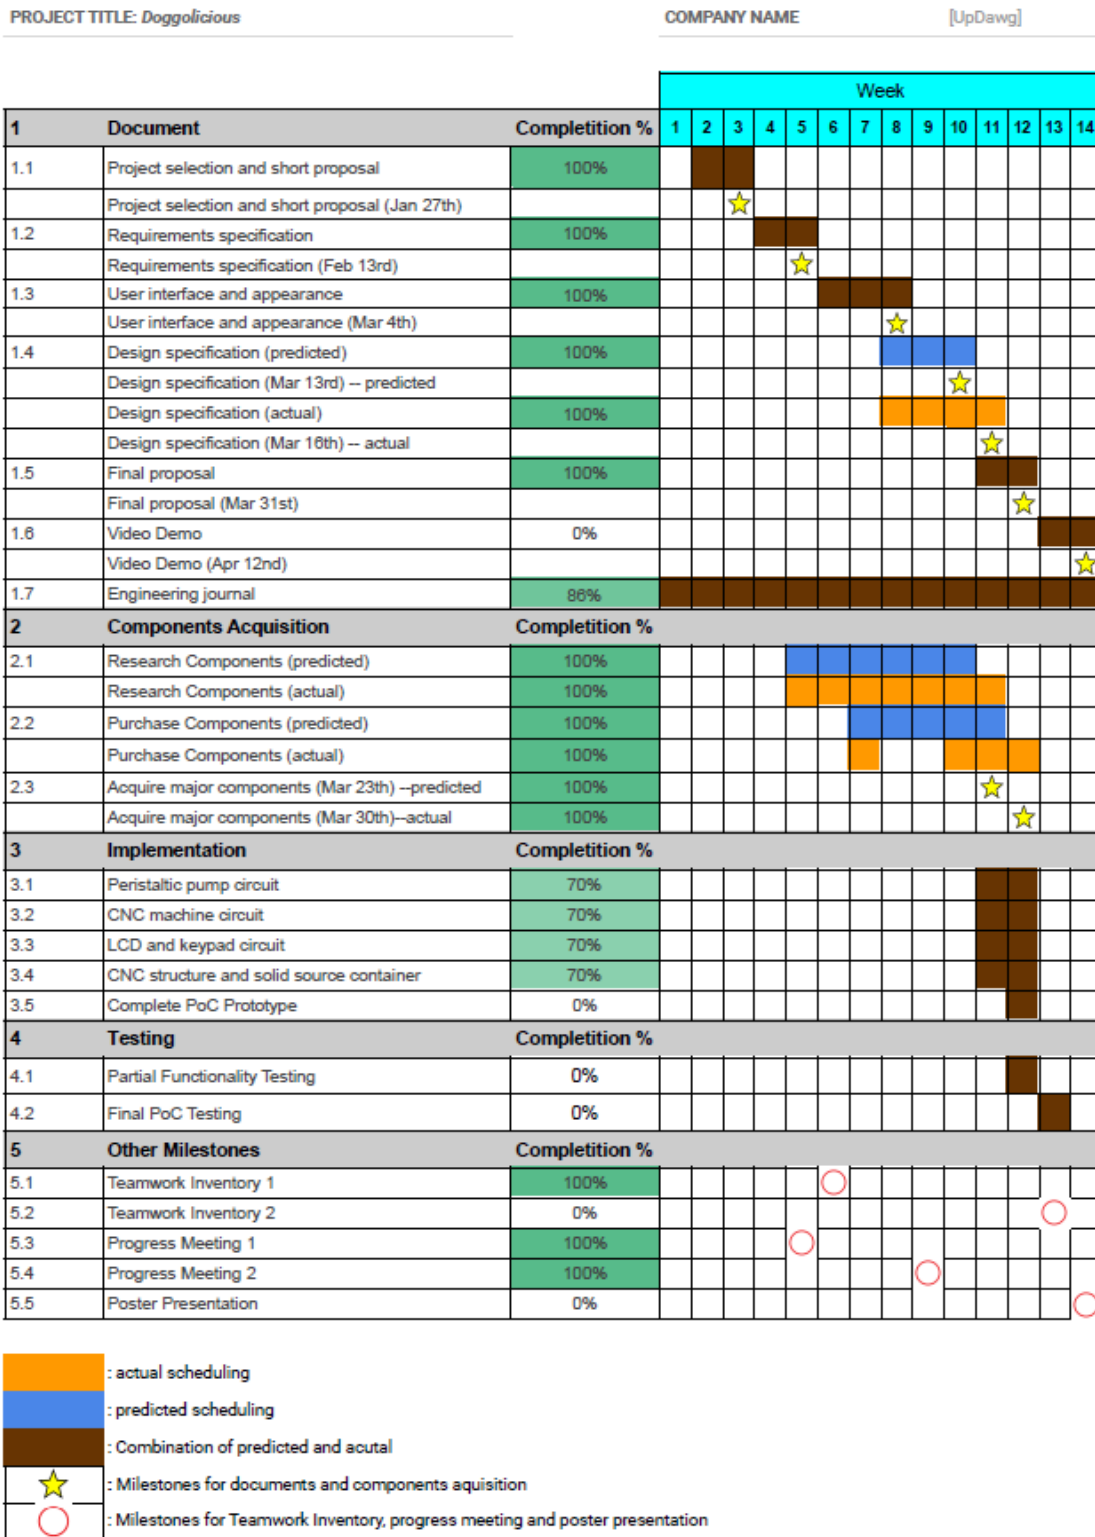 PROJECT TITLE: Doggolicious COMPANY NAME [UpDawg]
Week
1 Document Completition % 1 2 3 4 5 6 7 8 9 10 11 12 13 14
1.1 Project selection and short proposal 100%
Project selection and short proposal (Jan 27th)
1.2 Requirements specification 100%
Requirements specification (Feb 13rd)
1.3 User interface and appearance 100%
User interface and appearance (Mar 4th)
1.4 Design specification (predicted) 100%
Design specification (Mar 13rd) -- predicted
Design specification (actual) 100%
Design specification (Mar 16th) -- actual
1.5 Final proposal 100%
Final proposal (Mar 31st)
1.6 Video Demo 0%
Video Demo (Apr 12nd)
1.7 Engineering journal 86%
2 Components Acquisition Completition %
2.1 Research Components (predicted) 100%
Research Components (actual) 100%
2.2 Purchase Components (predicted) 100%
Purchase Components (actual) 100%
2.3 Acquire major components (Mar 23th) --predicted 100%
Acquire major components (Mar 30th)--actual 100%
3 Implementation Completition %
3.1 Peristaltic pump circuit 70%
3.2 CNC machine circuit 70%
3.3 LCD and keypad circuit 70%
3.4 CNC structure and solid source container 70%
3.5 Complete PoC Prototype 0%
4 Testing Completition %
4.1 Partial Functionality Testing 0%
4.2 Final PoC Testing 0%
5 Other Milestones Completition %
5.1 Teamwork Inventory 1 100%
5.2 Teamwork Inventory 2 0%
5.3 Progress Meeting 1 100%
5.4 Progress Meeting 2 100%
5.5 Poster Presentation 0%
: actual scheduling
: predicted scheduling
: Combination of predicted and acutal
: Milestones for documents and components aquisition
: Milestones for Teamwork Inventory, progress meeting and poster presentation